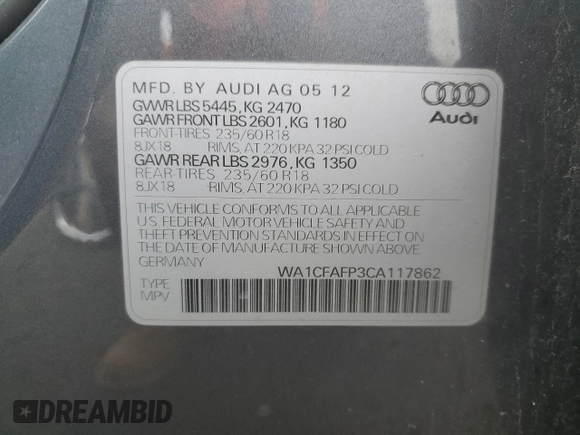 MFD. BY AUDI AG 05 12
GVWR LBS 5445, KG 2470
GAWR FRONT LBS 2601, KG 1180
FRONT-TIRES 235/60 R18
8JX18 RIMS, AT 220 KPA 32 PSI COLD
GAWR REAR LBS 2976, KG 1350
REAR-TIRES 235/60 R18
8JX18 RIMS, AT 220 KPA 32 PSI COLD
Audi
THIS VEHICLE CONFORMS TO ALL APPLICABLE
U.S. FEDERAL MOTOR VEHICLE SAFETY AND
THEFT PREVENTION STANDARDS IN EFFECT ON
THE DATE OF MANUFACTURE SHOWN ABOVE.
GERMANY
WA1CFAFP3CA117862
TYPE
MPV
DREAMBID